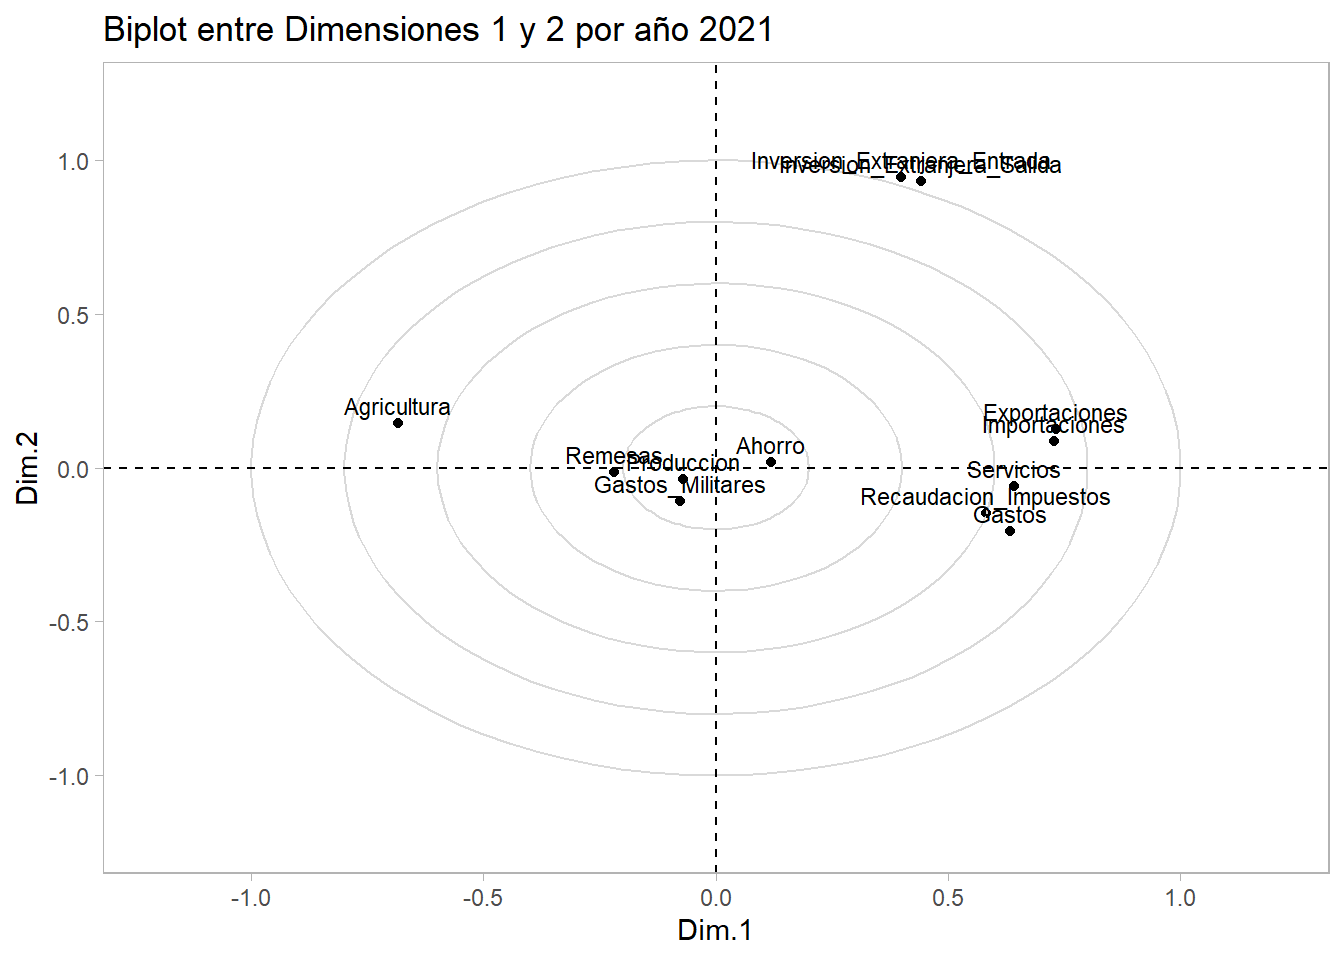 Biplot entre Dimensiones 1 y 2 por año 2021
Inversion_Extranjera_Entrada
Inversion_Extranjera_Salida
1.0
0.5
Agricultura
Exportaciones
Importaciones
Ahorro
Remesas
Produccion
0.0
Servicios
Gastos_Militares
Recaudacion_Impuestos
Gastos
-0.5
-1.0
Dim.2
-1.0 -0.5 0.0 0.5 1.0
Dim.1